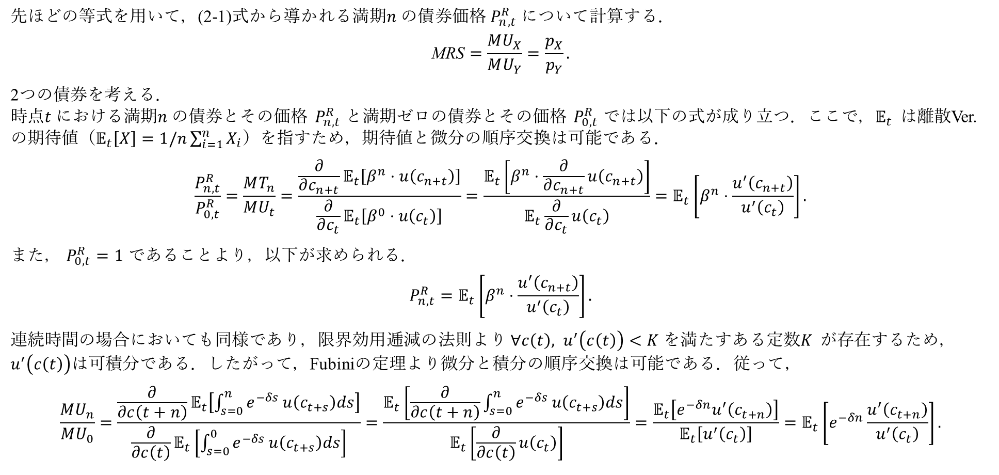 先ほどの等式を用いて，(2-1)式から導かれる満期𝑛 の債券価格 $P^R_{n,t}$ について計算する．
$MRS = \frac{MU_X}{MU_Y} = \frac{p_X}{p_Y}.$
2つの債券を考える．
時点𝑡 における満期𝑛 の債券とその価格 $P^R_{n,t}$ と満期ゼロの債券とその価格 $P^R_{0,t}$ では以下の式が成り立つ．ここで，$\mathbb{E}_t$ は離散Ver.
の期待値（$\mathbb{E}_t[X] = 1/n \sum_{i=1}^{n} X_i$）を指すため，期待値と微分の順序交換は可能である．
$\frac{P^R_{n,t}}{P^R_{0,t}} = \frac{MT_n}{MU_t} = \frac{\frac{\partial}{\partial c_{n+t}} \mathbb{E}_t[\beta^n \cdot u(c_{n+t})]}{\frac{\partial}{\partial c_t} \mathbb{E}_t[\beta^0 \cdot u(c_t)]} = \frac{\mathbb{E}_t\left[\beta^n \cdot \frac{\partial}{\partial c_{n+t}} u(c_{n+t})\right]}{\mathbb{E}_t \frac{\partial}{\partial c_t} u(c_t)} = \mathbb{E}_t\left[\beta^n \cdot \frac{u'(c_{n+t})}{u'(c_t)}\right].$
また， $P^R_{0,t} = 1$ であることより，以下が求められる．
$P^R_{n,t} = \mathbb{E}_t\left[\beta^n \cdot \frac{u'(c_{n+t})}{u'(c_t)}\right].$
連続時間の場合においても同様であり，限界効用逓減の法則より $\forall c(t),\ u'(c(t)) < K$ を満たすある定数𝐾 が存在するため，
$u'(c(t))$は可積分である．したがって，Fubiniの定理より微分と積分の順序交換は可能である．従って，
$\frac{MU_n}{MU_0} = \frac{\frac{\partial}{\partial c(t+n)} \mathbb{E}_t[\int_{s=0}^{n} e^{-\delta s} u(c_{t+s})ds]}{\frac{\partial}{\partial c(t)} \mathbb{E}_t\left[\int_{s=0}^{0} e^{-\delta s} u(c_{t+s})ds\right]} = \frac{\mathbb{E}_t\left[\frac{\partial}{\partial c(t+n)} \int_{s=0}^{n} e^{-\delta s} u(c_{t+s})ds\right]}{\mathbb{E}_t\left[\frac{\partial}{\partial c(t)} u(c_t)\right]} = \frac{\mathbb{E}_t[e^{-\delta n} u'(c_{t+n})]}{\mathbb{E}_t[u'(c_t)]} = \mathbb{E}_t\left[e^{-\delta n} \frac{u'(c_{t+n})}{u'(c_t)}\right].$